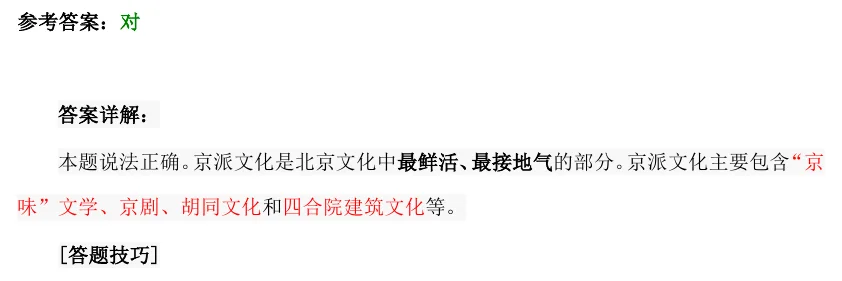 参考答案：对
答案详解：
本题说法正确。京派文化是北京文化中最鲜活、最接地气的部分。京派文化主要包含“京
味”文学、京剧、胡同文化和四合院建筑文化等。
[答题技巧]